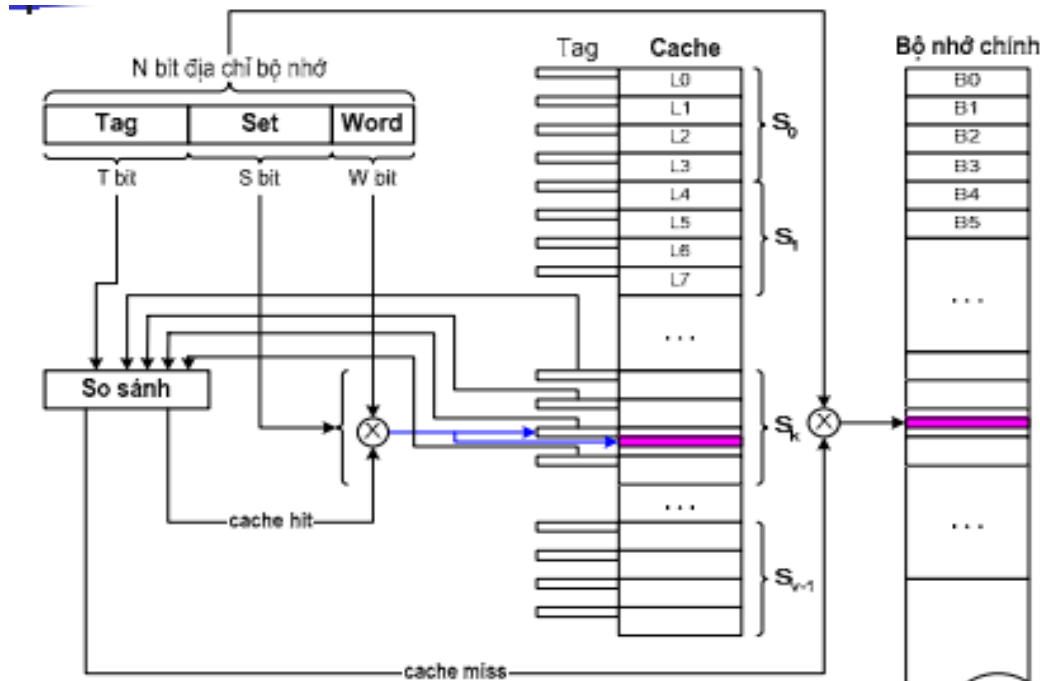 N bit địa chỉ bộ nhớ
Tag Set Word
T bit S bit W bit
So sánh
cache hit
cache miss
Tag Cache
L0
L1
L2
L3
L4
L5
L6
L7
. . .
. . .
S0
S1
Sk
Sv-1
Bộ nhớ chính
B0
B1
B2
B3
B4
B5
. . .
. . .